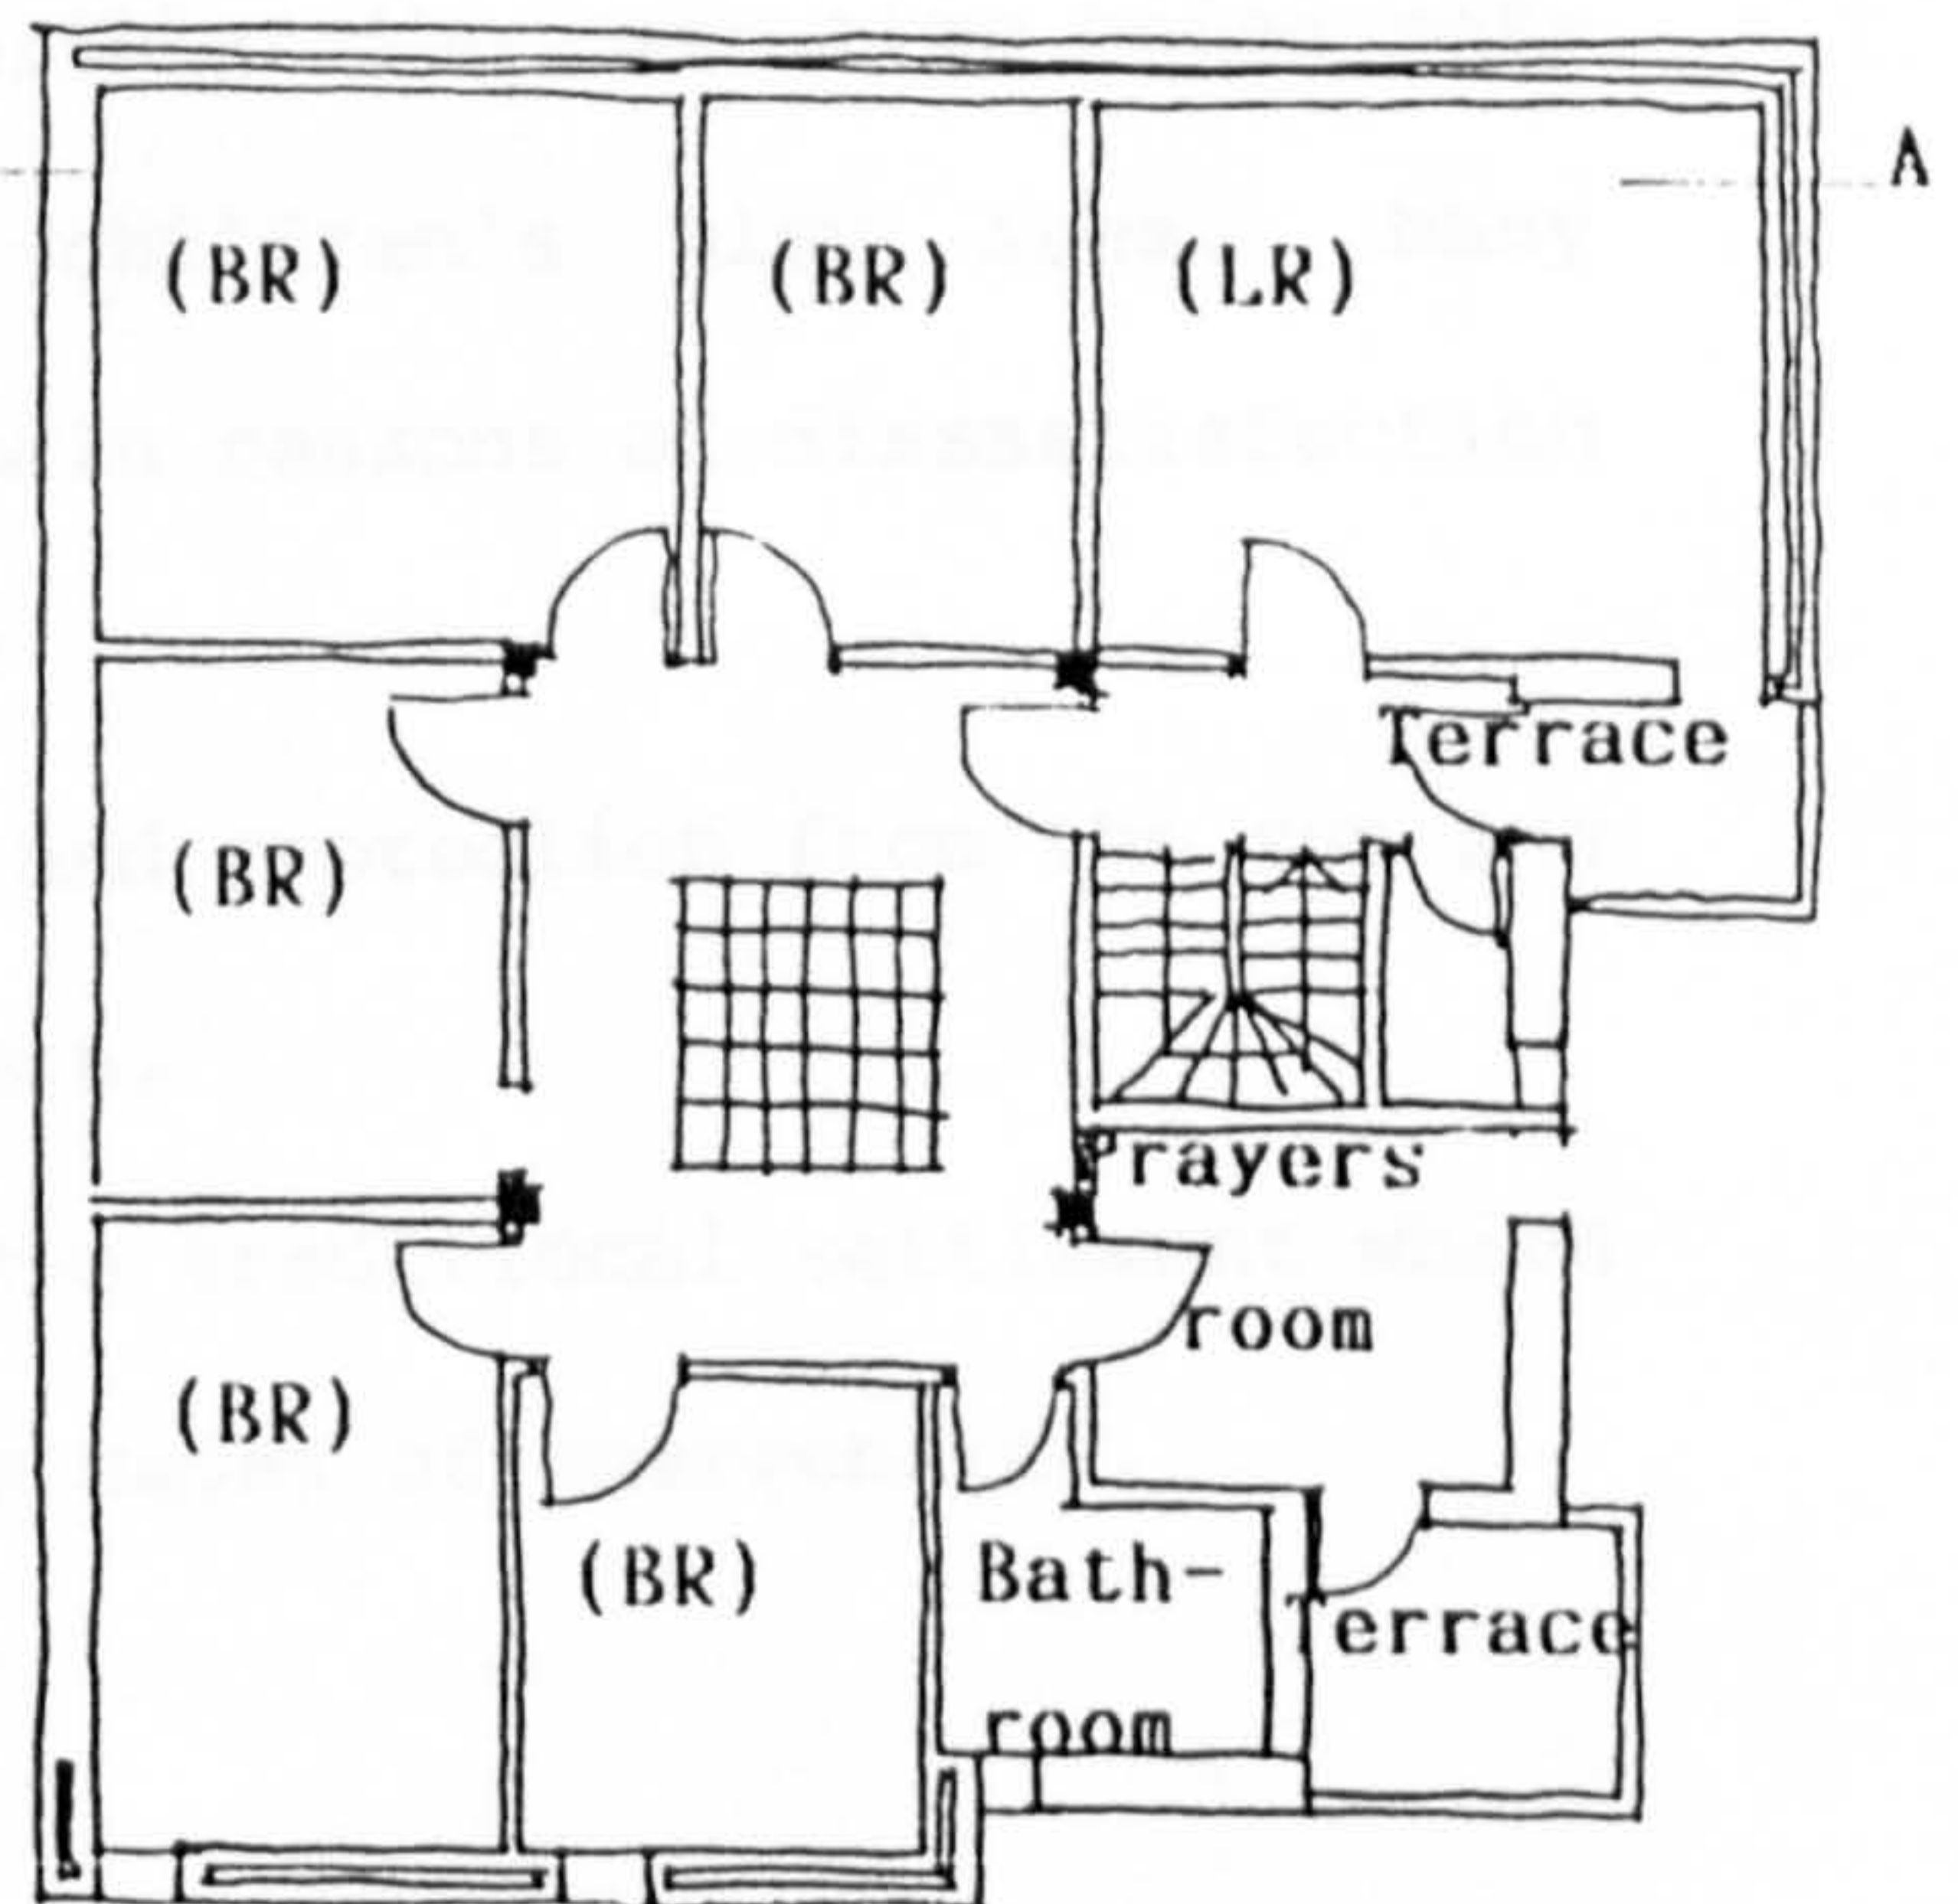 A
(BR)
(BR)
(LR)
Terrace
(BR)
Prayers
room
(BR)
(BR)
Bath-
room
Terrace